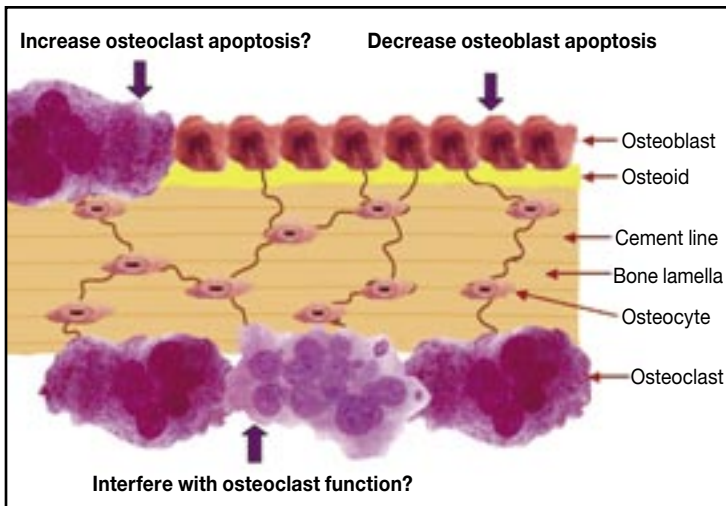 Increase osteoclast apoptosis?
Decrease osteoblast apoptosis
Osteoblast
Osteoid
Cement line
Bone lamella
Osteocyte
Osteoclast
Interfere with osteoclast function?